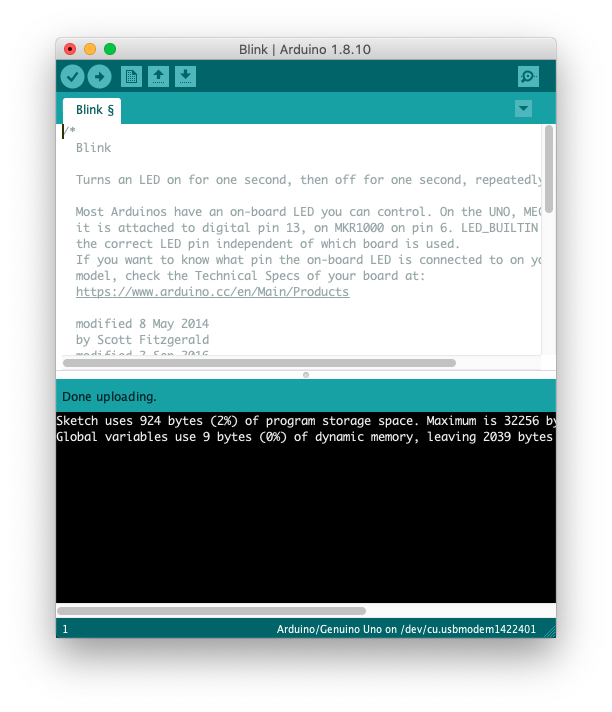 Blink | Arduino 1.8.10
Blink §
/*
Blink
Turns an LED on for one second, then off for one second, repeatedly
Most Arduinos have an on-board LED you can control. On the UNO,
it is attached to digital pin 13, on MKR1000 on pin 6. LED_BUILTIN
the correct LED pin independent of which board is used.
If you want to know what pin the on-board LED is connected to on
model, check the Technical Specs of your board at:
https://www.arduino.cc/en/Main/Products
modified 8 May 2014
by Scott Fitzgerald
modified 2 Sep 2016
Done uploading.
Sketch uses 924 bytes (2%) of program storage space. Maximum is 32256
Global variables use 9 bytes (0%) of dynamic memory, leaving 2039 bytes
1
Arduino/Genuino Uno on /dev/cu.usbmodem1422401